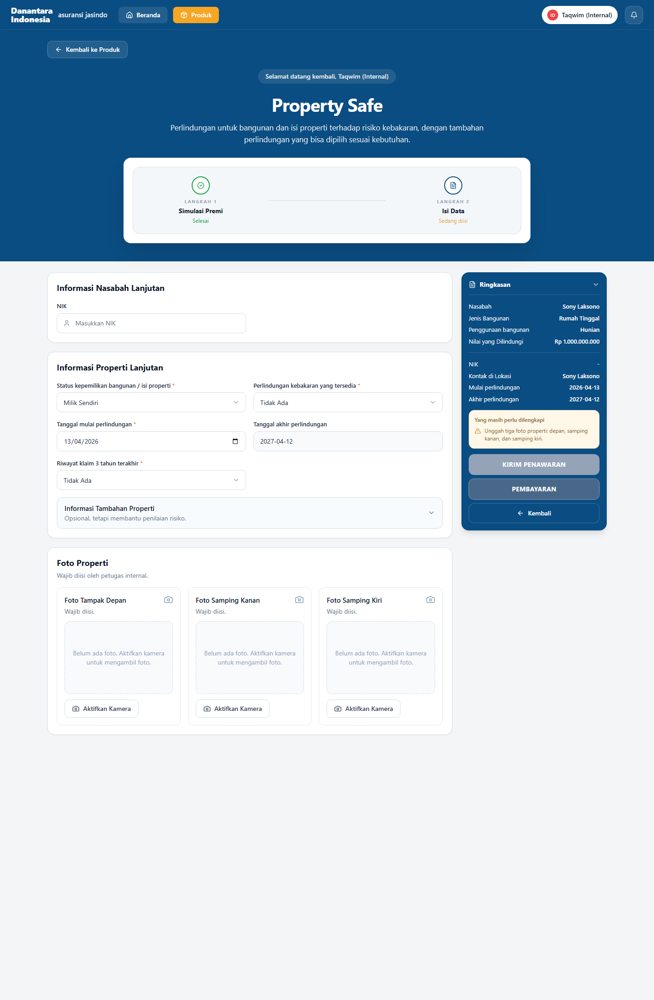 Danantara
Indonesia
asuransi jasindo
Beranda
Produk
ID
Taqwim (Internal)
Kembali ke Produk
Selamat datang kembali, Taqwim (Internal)
Property Safe
Perlindungan untuk bangunan dan isi properti terhadap risiko kebakaran, dengan tambahan
perlindungan yang bisa dipilih sesuai kebutuhan.
LANGKAH 1
Simulasi Premi
Selesai
LANGKAH 2
Isi Data
Sedang diisi
Informasi Nasabah Lanjutan
NIK
Masukkan NIK
Informasi Properti Lanjutan
Status kepemilikan bangunan / isi properti *
Milik Sendiri
Perlindungan kebakaran yang tersedia *
Tidak Ada
Tanggal mulai perlindungan *
13/04/2026
Tanggal akhir perlindungan
2027-04-12
Riwayat klaim 3 tahun terakhir *
Tidak Ada
Informasi Tambahan Properti
Opsional, tetapi membantu penilaian risiko.
Foto Properti
Wajib diisi oleh petugas internal.
Foto Tampak Depan
Wajib diisi.
Belum ada foto. Aktifkan kamera
untuk mengambil foto.
Aktifkan Kamera
Foto Samping Kanan
Wajib diisi.
Belum ada foto. Aktifkan kamera
untuk mengambil foto.
Aktifkan Kamera
Foto Samping Kiri
Wajib diisi.
Belum ada foto. Aktifkan kamera
untuk mengambil foto.
Aktifkan Kamera
Ringkasan
Nasabah Sony Laksono
Jenis Bangunan Rumah Tinggal
Penggunaan bangunan Hunian
Nilai yang Dilindungi Rp 1.000.000.000
NIK -
Kontak di Lokasi Sony Laksono
Mulai perlindungan 2026-04-13
Akhir perlindungan 2027-04-12
Yang masih perlu dilengkapi
Unggah tiga foto properti: depan, samping
kanan, dan samping kiri.
KIRIM PENAWARAN
PEMBAYARAN
Kembali